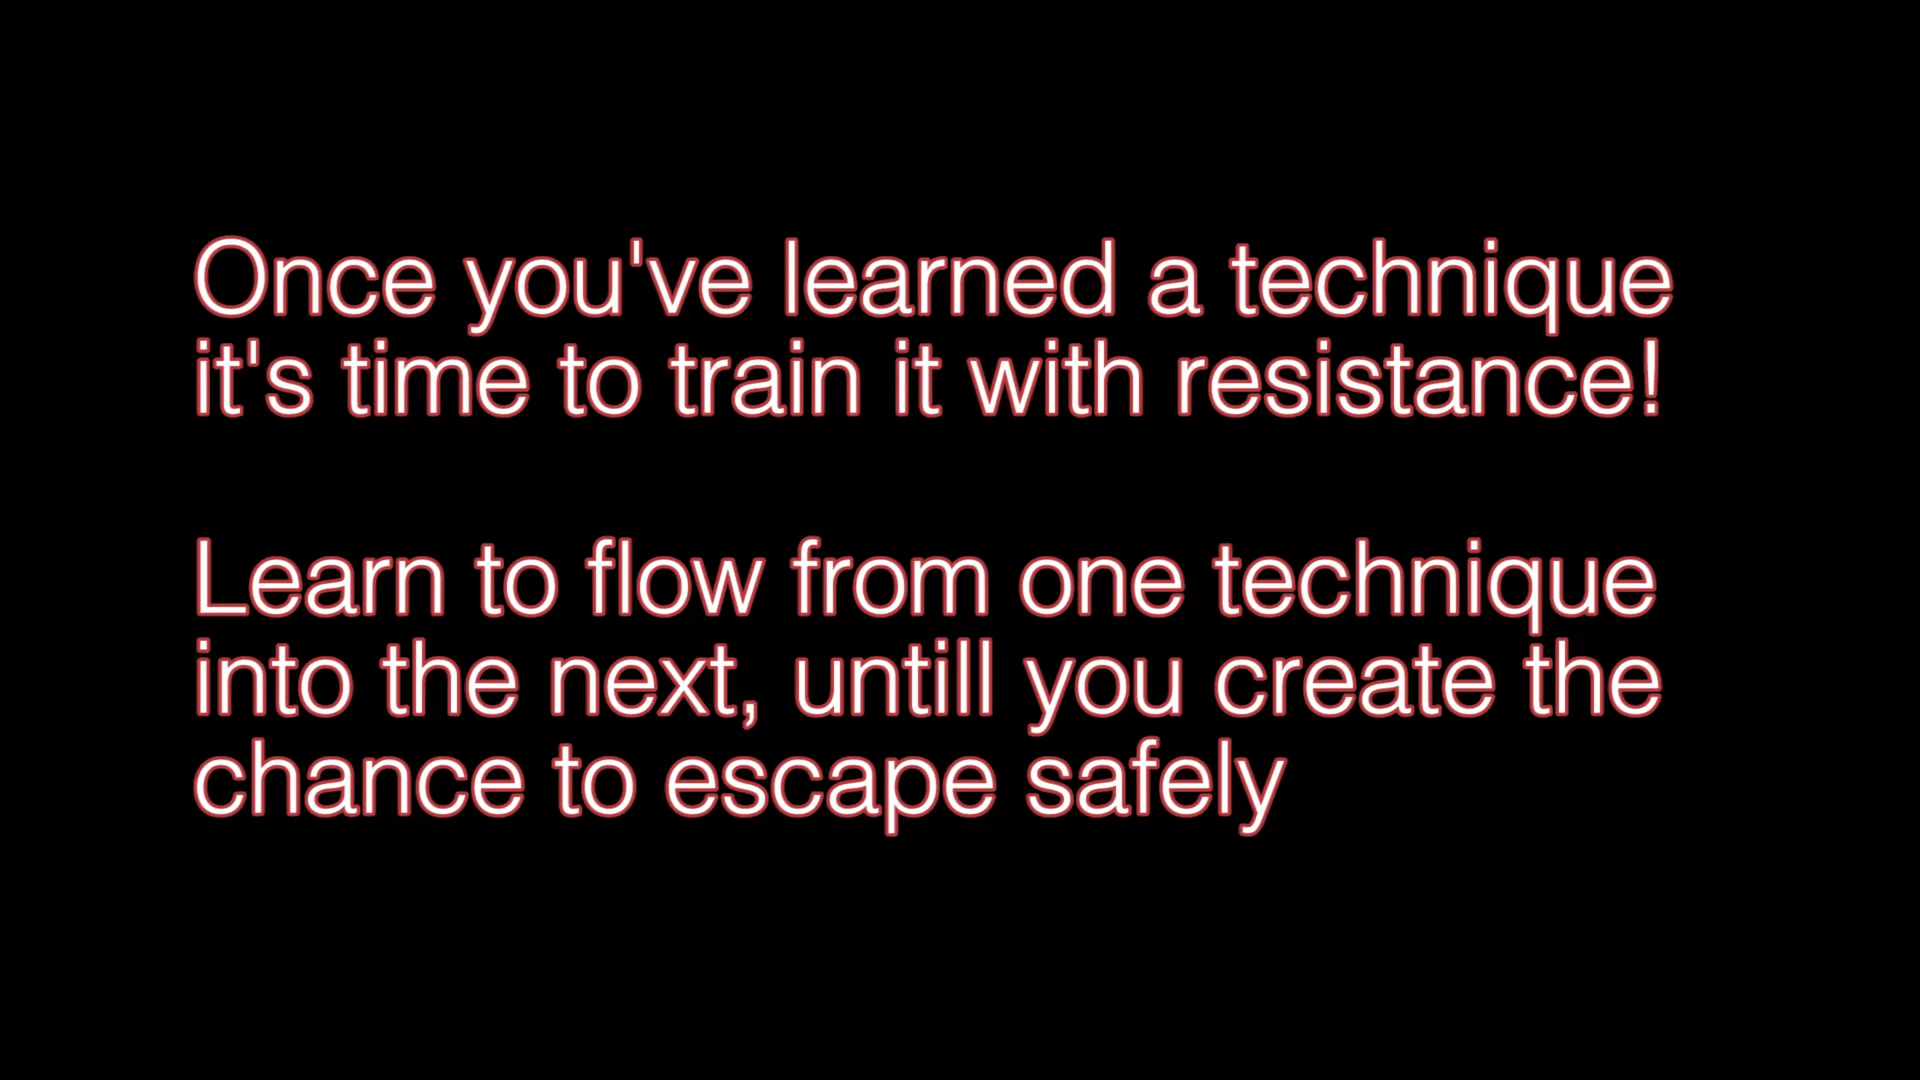 Once you've learned a technique
it's time to train it with resistance!
Learn to flow from one technique
into the next, untill you create the
chance to escape safely